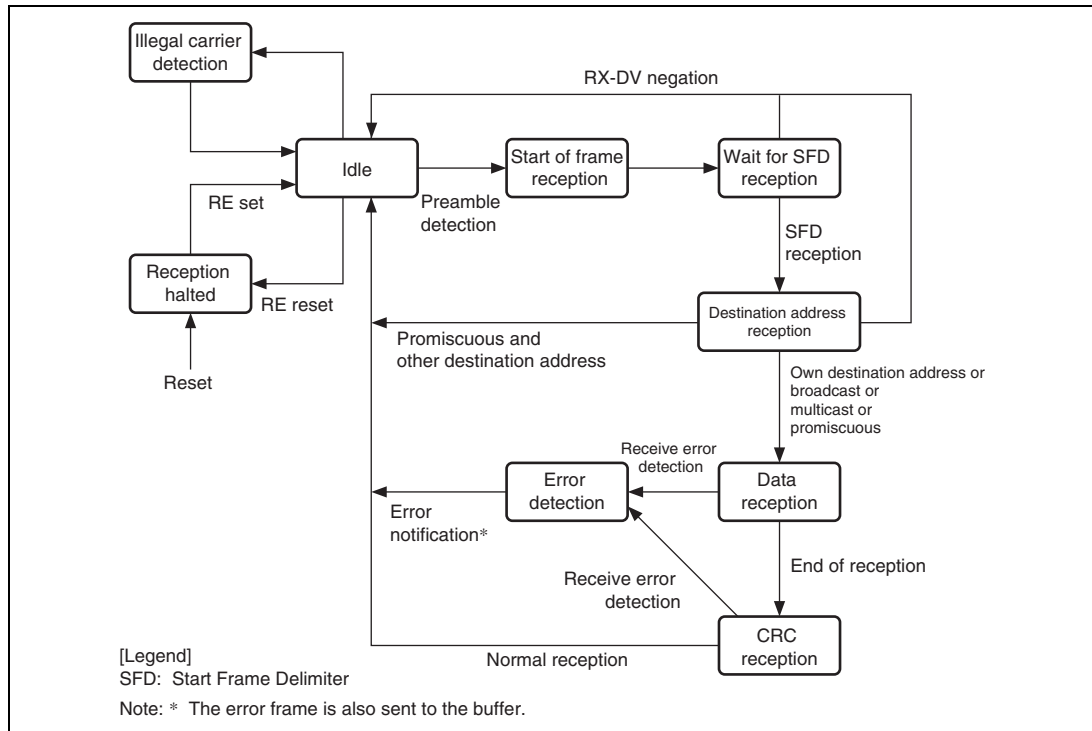 Illegal carrier
detection
RX-DV negation
Idle
Start of frame
reception
Wait for SFD
reception
Preamble
detection
RE set
SFD
reception
Reception
halted
RE reset
Destination address
reception
Promiscuous and
other destination address
Reset
Own destination address or
broadcast or
multicast or
promiscuous
Receive error
detection
Error
detection
Data
reception
Error
notification*
End of reception
Receive error
detection
CRC
reception
Normal reception
[Legend]
SFD: Start Frame Delimiter
Note: * The error frame is also sent to the buffer.